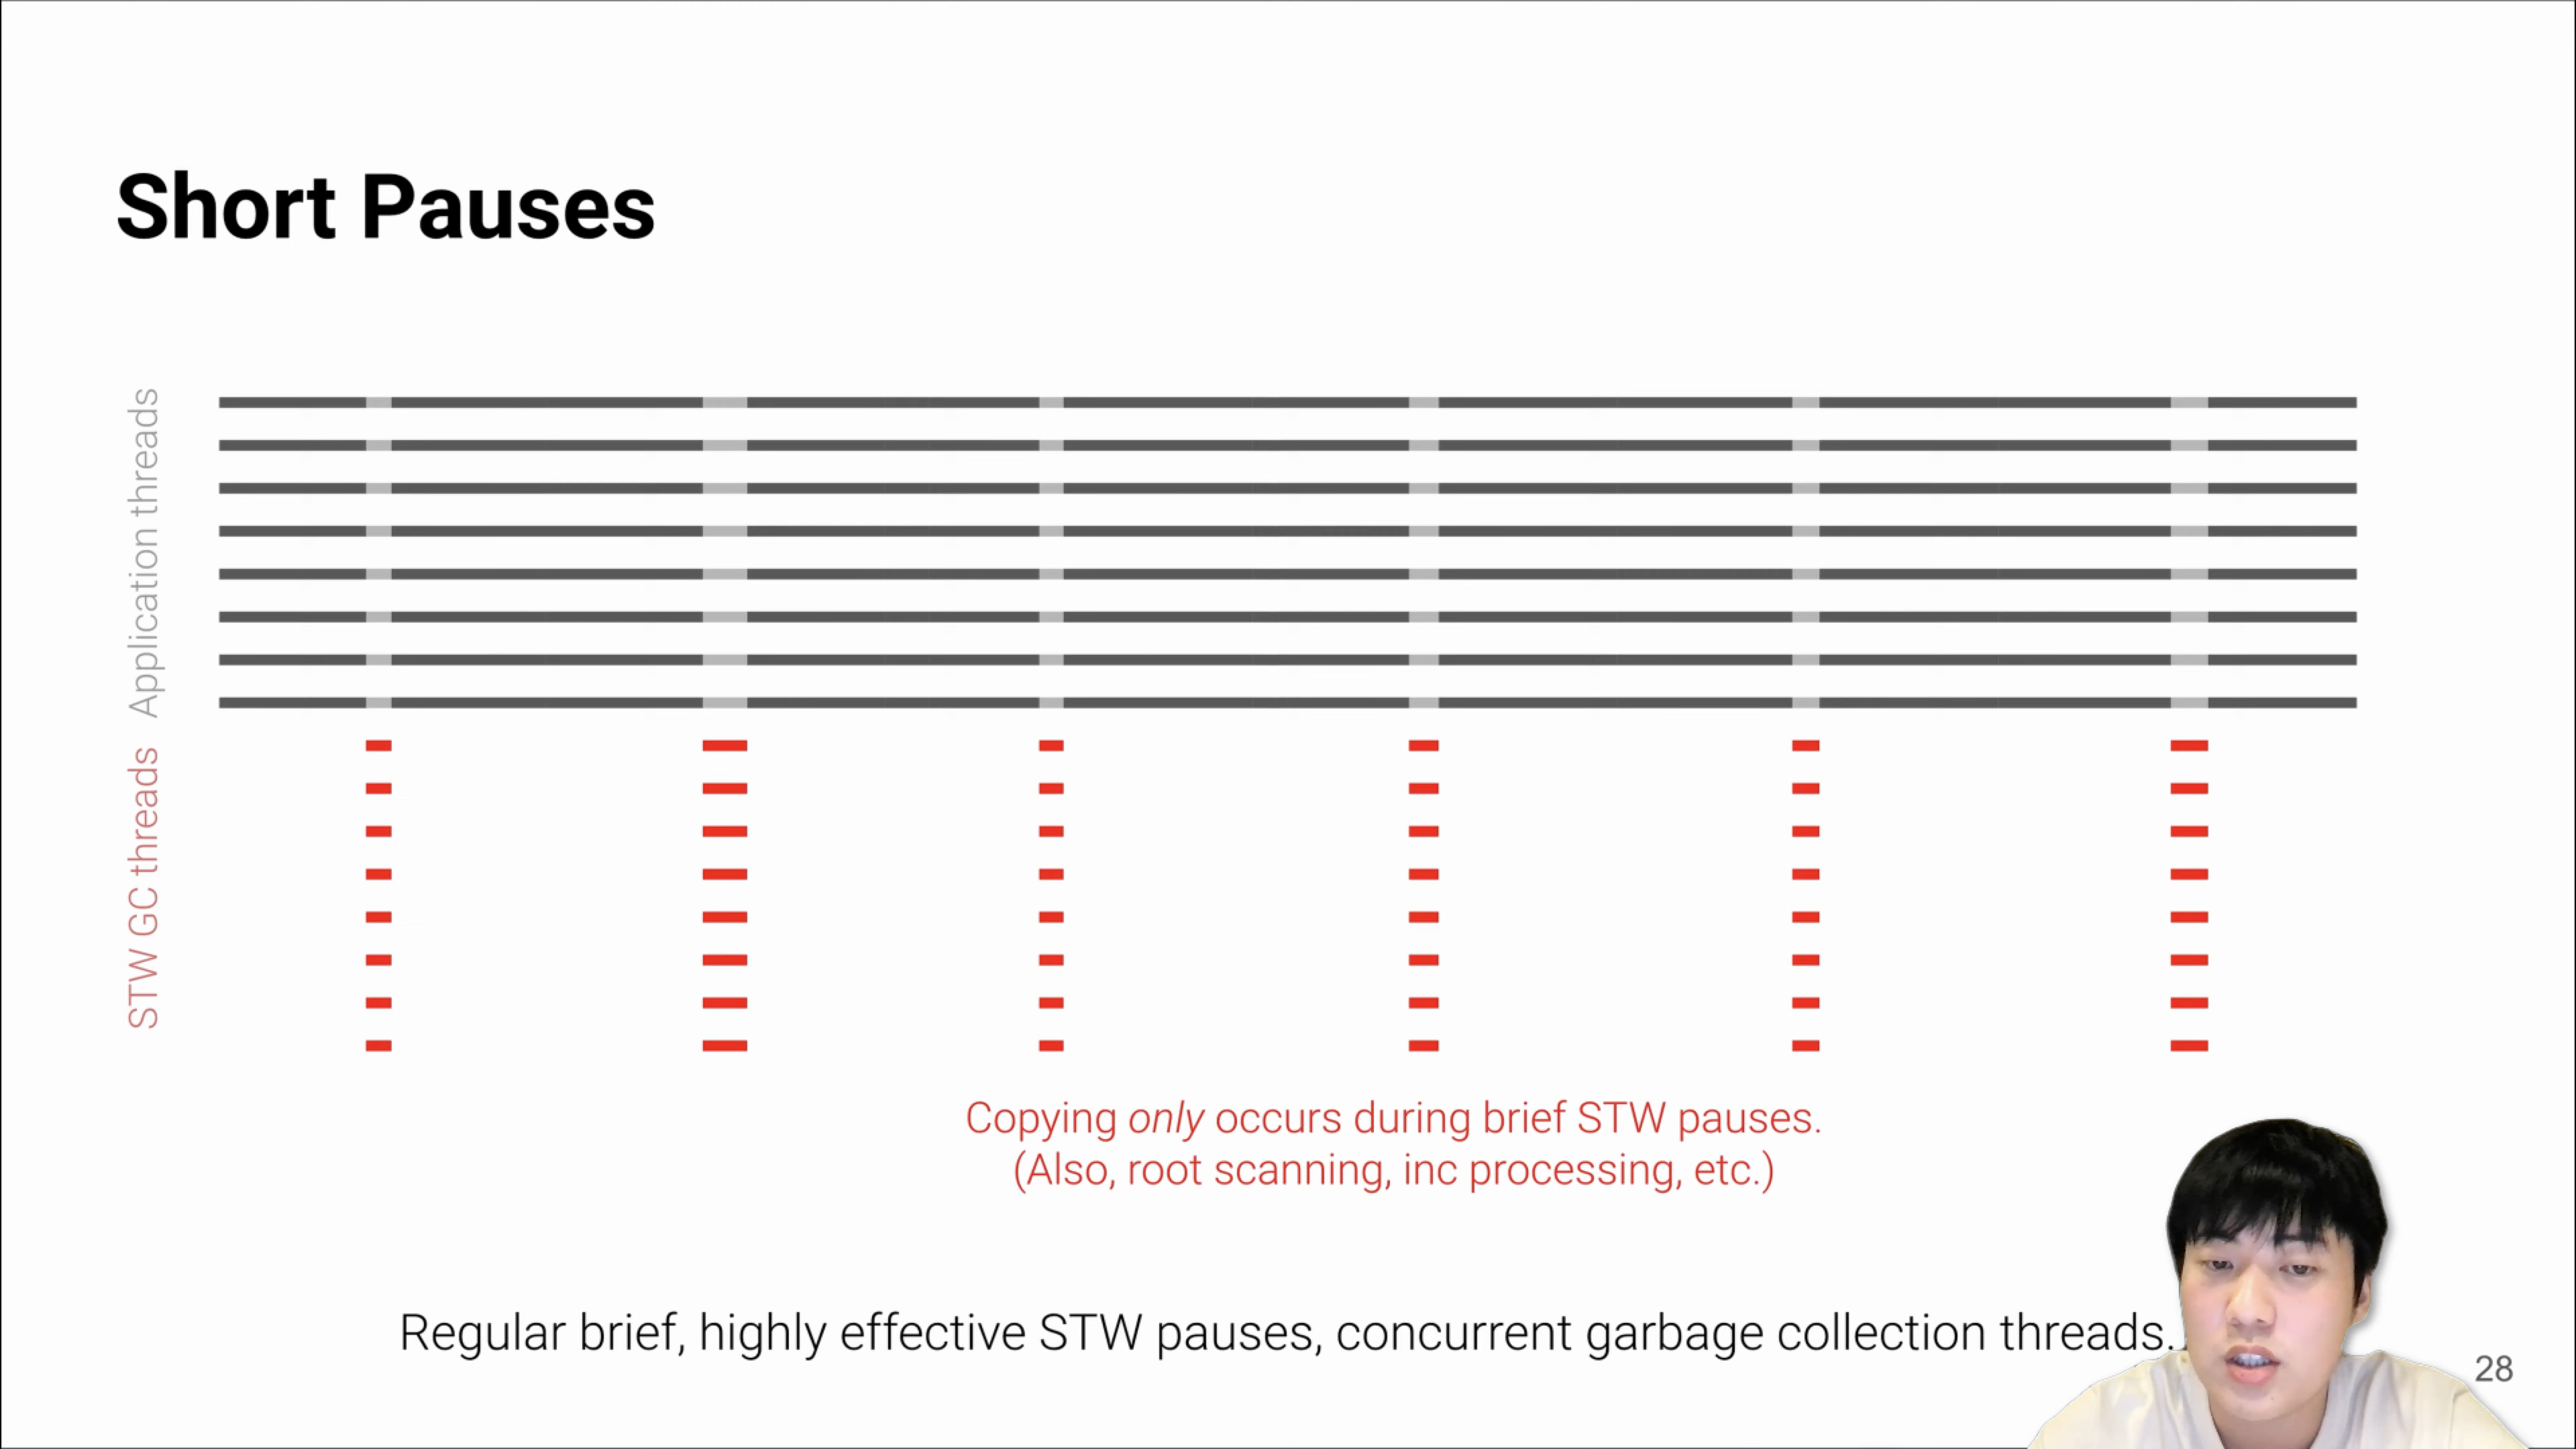 Short Pauses
Application threads
STW GC threads
Copying only occurs during brief STW pauses.
(Also, root scanning, inc processing, etc.)
Regular brief, highly effective STW pauses, concurrent garbage collection threads.
28